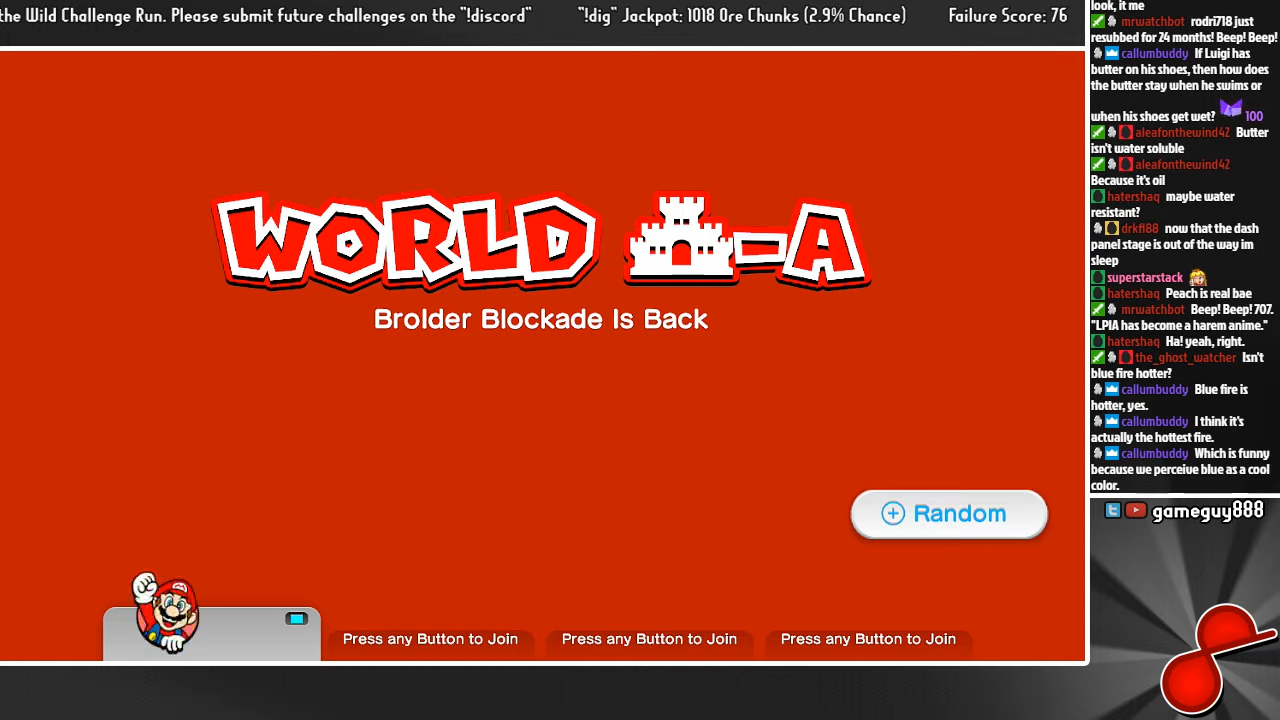 the Wild Challenge Run. Please submit future challenges on the "!discord"
"!dig" Jackpot: 1018 Ore Chunks (2.9% Chance)
Failure Score: 76
WORLD -A
Brolder Blockade Is Back
Random
Press any Button to Join
Press any Button to Join
Press any Button to Join
look, it me
mrwatchbot rodri718 just
resubbed for 24 months! Beep! Beep!
callumbuddy If Luigi has
butter on his shoes, then how does
the butter stay when he swims or
when his shoes get wet? 100
aleafonthewind42 Butter
isn't water soluble
aleafonthewind42
Because it's oil
hatershaq maybe water
resistant?
drkfl88 now that the dash
panel stage is out of the way im
sleep
superstarstack
hatershaq Peach is real bae
mrwatchbot Beep! Beep! 707.
"LPIA has become a harem anime."
hatershaq Ha! yeah, right.
the_ghost_watcher Isn't
blue fire hotter?
callumbuddy Blue fire is
hotter, yes.
callumbuddy I think it's
actually the hottest fire.
callumbuddy Which is funny
because we perceive blue as a cool
color.
gameguy888